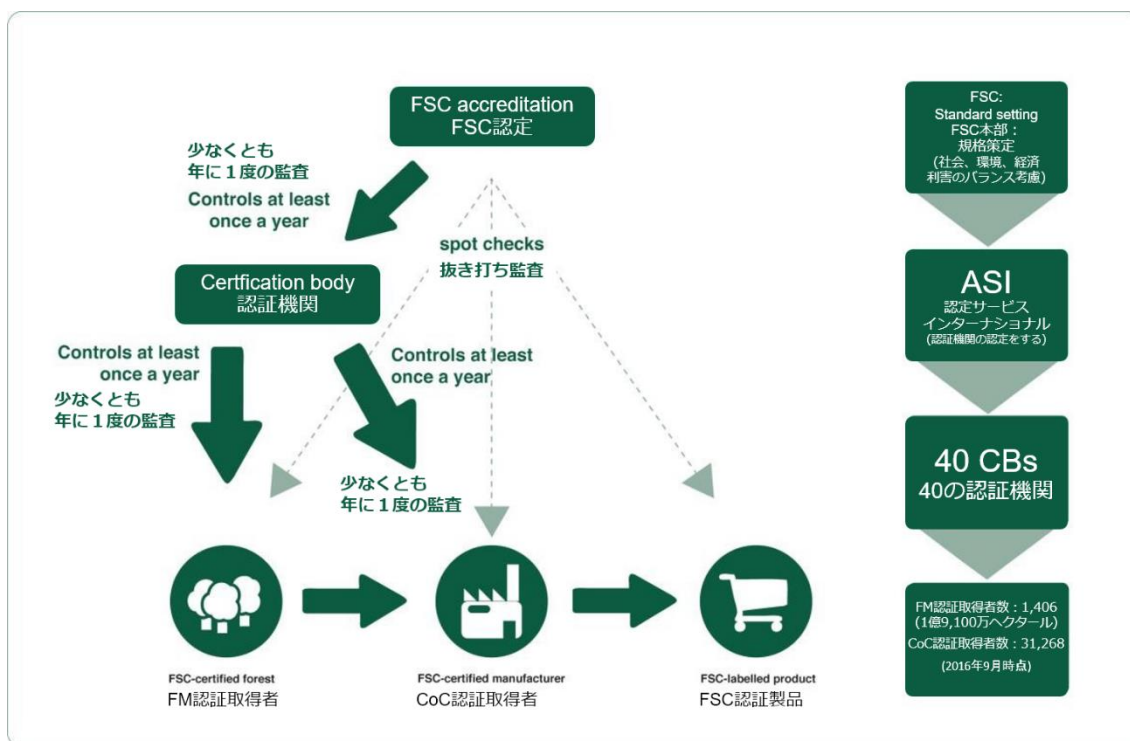 FSC accreditation
FSC認定
少なくとも
年に1度の監査
Controls at least
once a year
spot checks
抜き打ち監査
Certfication body
認証機関
Controls at least
once a year
少なくとも
年に1度の監査
Controls at least
once a year
少なくとも
年に1度の監査
FSC-certified forest
FM認証取得者
FSC-certified manufacturer
CoC認証取得者
FSC-labelled product
FSC認証製品
FSC:
Standard setting
FSC本部：
規格策定
(社会、環境、経済
利害のバランス考慮)
ASI
認定サービス
インターナショナル
(認証機関の認定をする)
40 CBs
40の認証機関
FM認証取得者数：1,406
(1億9,100万ヘクタール)
CoC認証取得者数：31,268
(2016年9月時点)